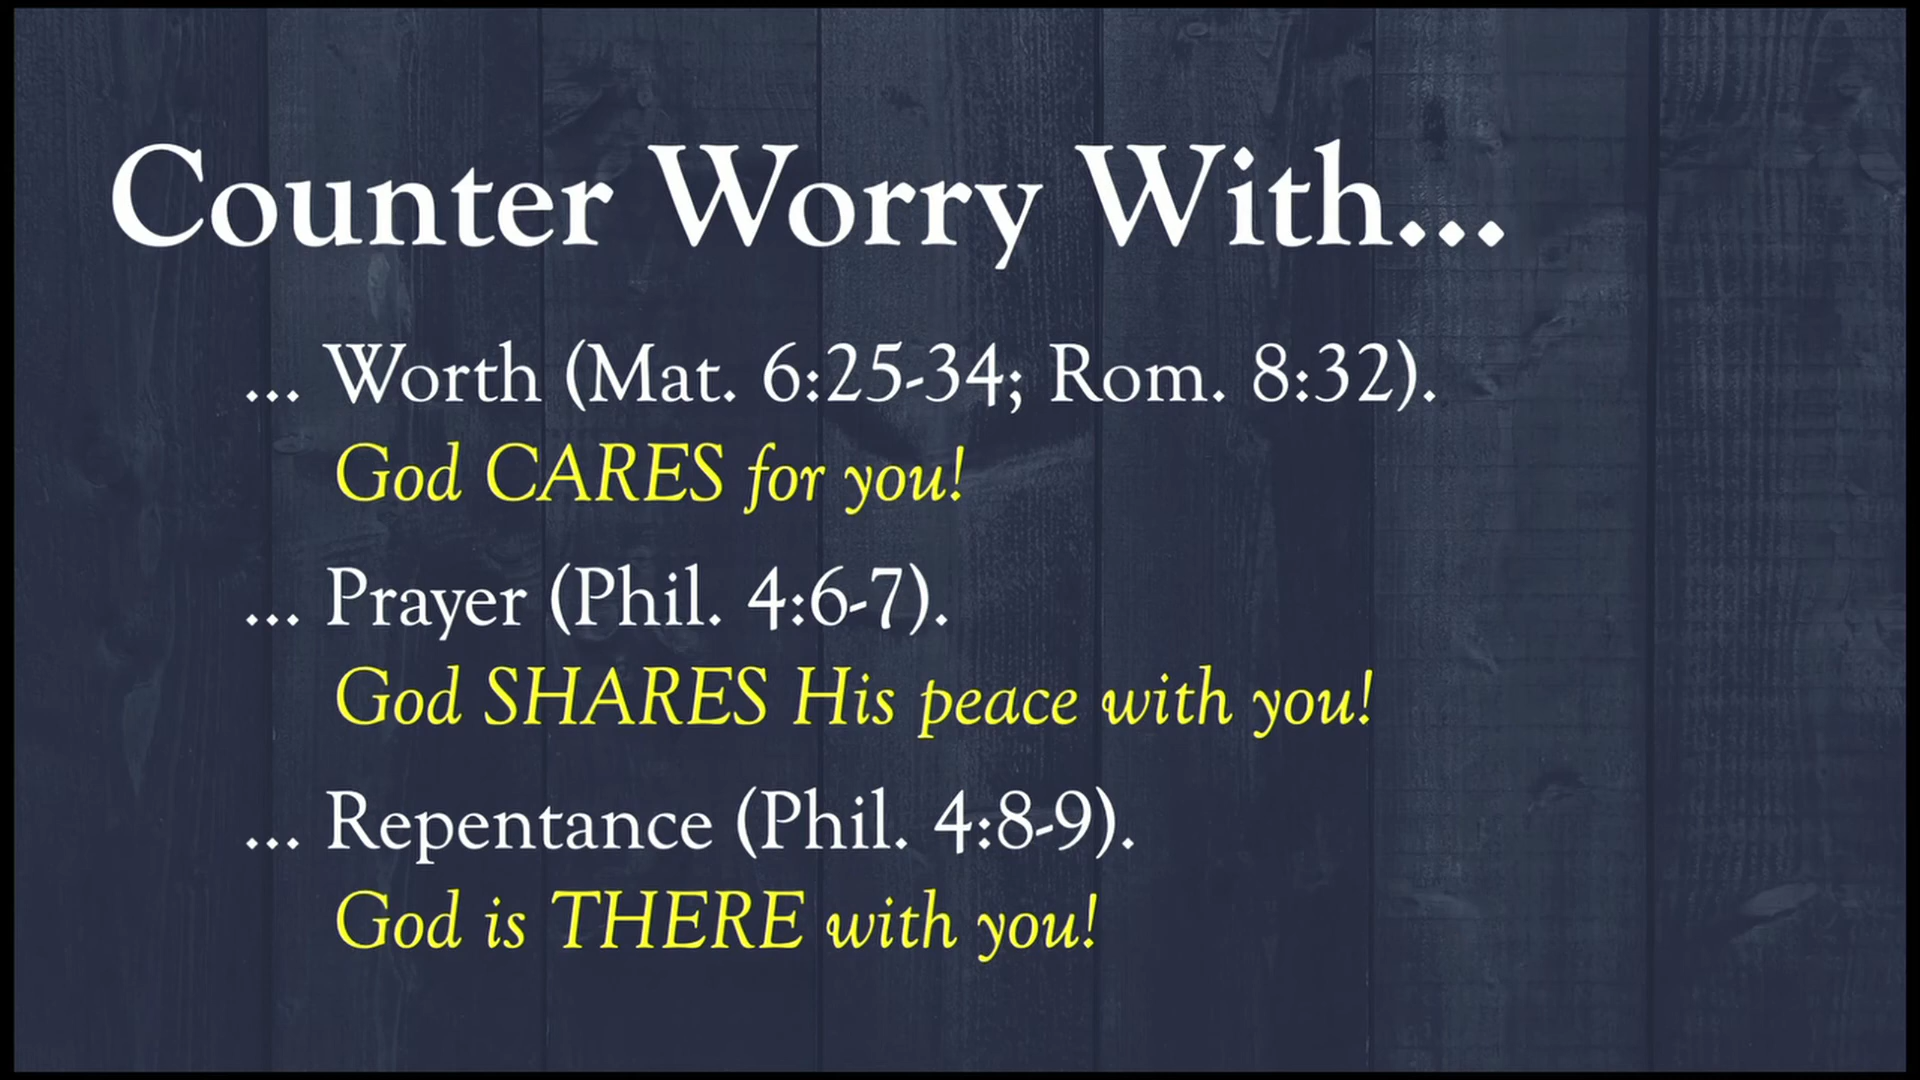 Counter Worry With...
... Worth (Mat. 6:25-34; Rom. 8:32).
God CARES for you!
... Prayer (Phil. 4:6-7).
God SHARES His peace with you!
... Repentance (Phil. 4:8-9).
God is THERE with you!